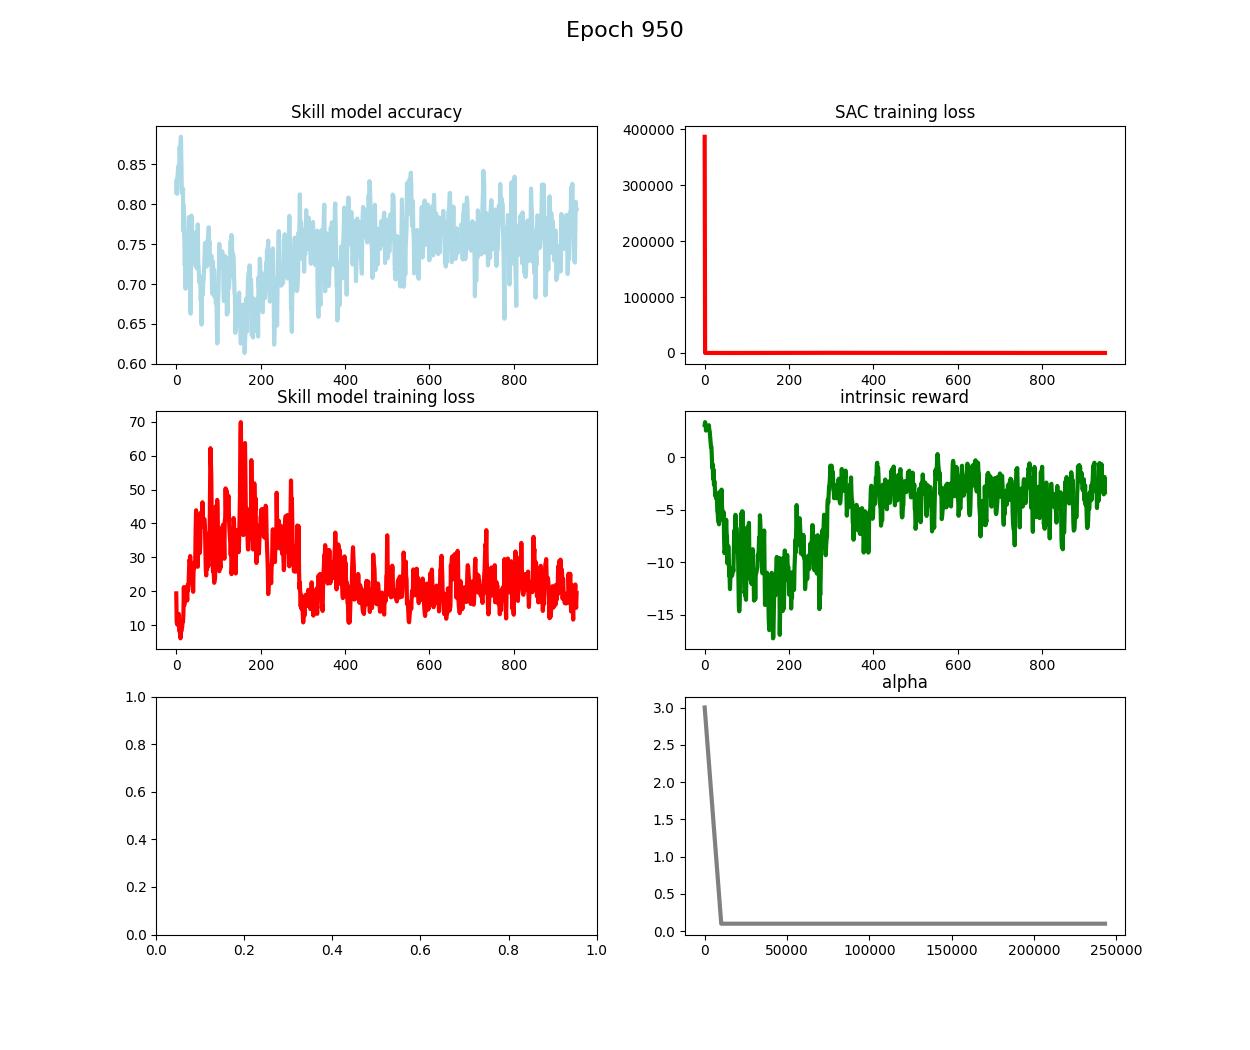 Epoch 950
Skill model accuracy
0.85
0.80
0.75
0.70
0.65
0.60
0 200 400 600 800
SAC training loss
400000
300000
200000
100000
0
0 200 400 600 800
Skill model training loss
70
60
50
40
30
20
10
0 200 400 600 800
intrinsic reward
0
−5
−10
−15
0 200 400 600 800
1.0
0.8
0.6
0.4
0.2
0.0
0.0 0.2 0.4 0.6 0.8 1.0
alpha
3.0
2.5
2.0
1.5
1.0
0.5
0.0
0 50000 100000 150000 200000 250000